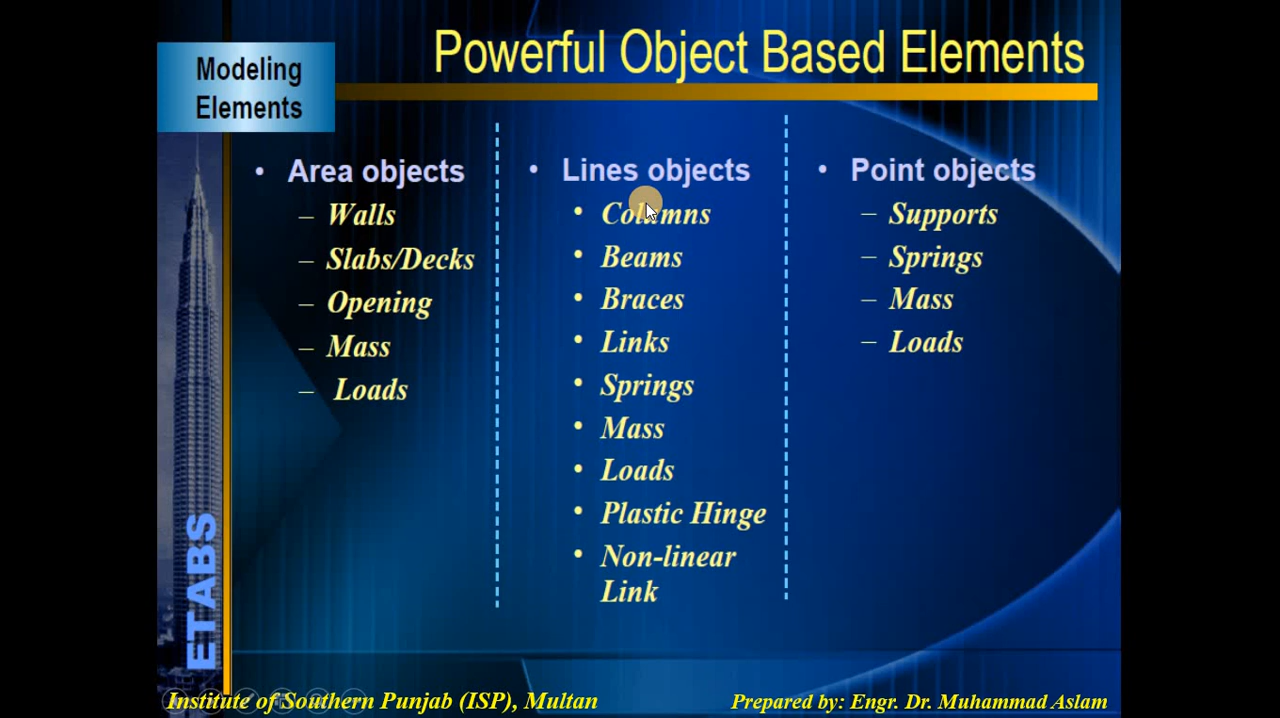 Powerful Object Based Elements
Modeling
Elements
• Area objects
– Walls
– Slabs/Decks
– Opening
– Mass
– Loads
• Lines objects
• Columns
• Beams
• Braces
• Links
• Springs
• Mass
• Loads
• Plastic Hinge
• Non-linear
Link
• Point objects
– Supports
– Springs
– Mass
– Loads
ETABS
Institute of Southern Punjab (ISP), Multan
Prepared by: Engr. Dr. Muhammad Aslam